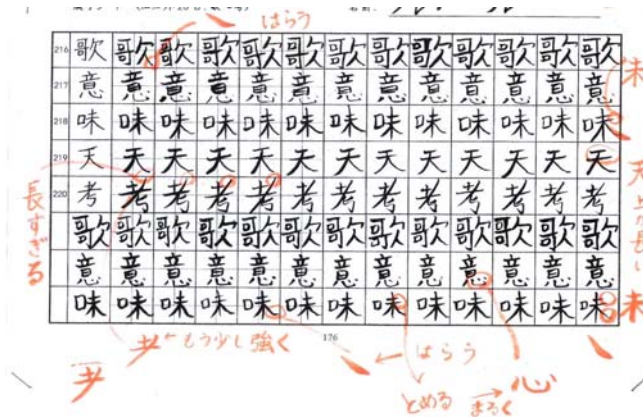 はらう
216 歌 歌 歌 歌 歌 歌 歌 歌 歌 歌 歌 歌 歌
217 意 意 意 意 意 意 意 意 意 意 意 意 意
218 味 味 味 味 味 味 味 味 味 味 味 味 味
219 天 天 天 天 天 天 天 天 天 天 天 天 天
220 考 考 考 考 考 考 考 考 考 考 考 考 考
歌 歌 歌 歌 歌 歌 歌 歌 歌 歌 歌 歌 歌
意 意 意 意 意 意 意 意 意 意 意 意 意
味 味 味 味 味 味 味 味 味 味 味 味 味
長すぎる
未
天 上長し
未
もう少し強く
176
はらう
とめる
まるく
心